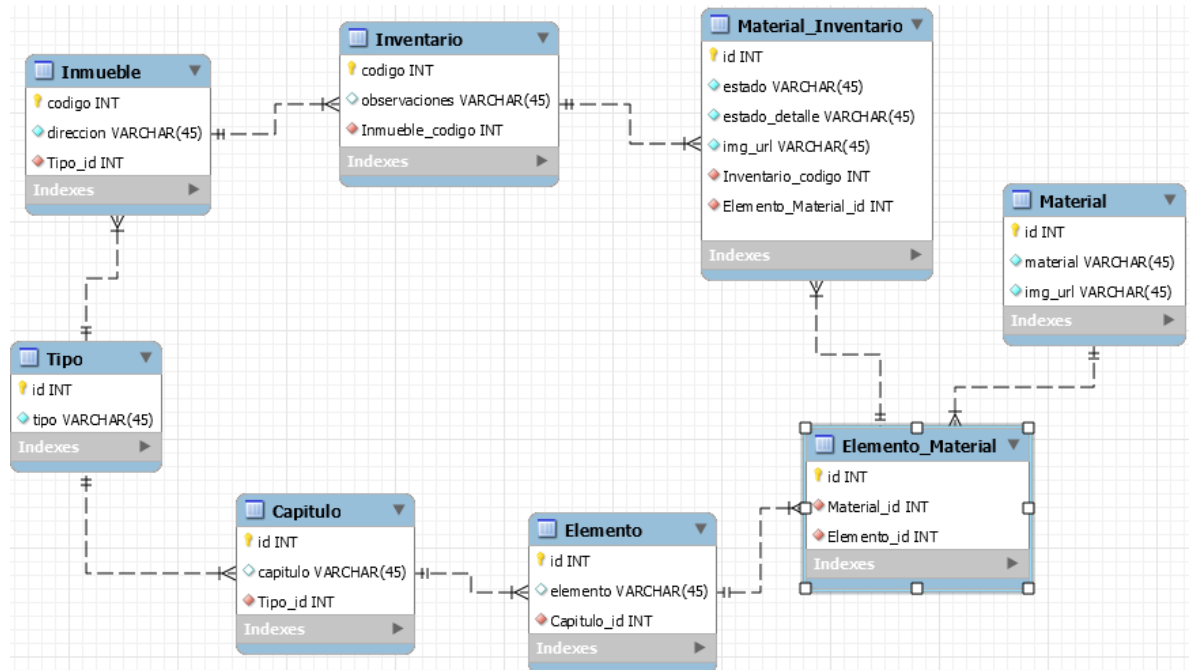 Inmueble
codigo INT
direccion VARCHAR(45)
Tipo_id INT
Indexes
Inventario
codigo INT
observaciones VARCHAR(45)
Inmueble_codigo INT
Indexes
Material_Inventario
id INT
estado VARCHAR(45)
estado_detalle VARCHAR(45)
img_url VARCHAR(45)
Inventario_codigo INT
Elemento_Material_id INT
Indexes
Material
id INT
material VARCHAR(45)
img_url VARCHAR(45)
Indexes
Tipo
id INT
tipo VARCHAR(45)
Indexes
Capitulo
id INT
capitulo VARCHAR(45)
Tipo_id INT
Indexes
Elemento
id INT
elemento VARCHAR(45)
Capitulo_id INT
Indexes
Elemento_Material
id INT
Material_id INT
Elemento_id INT
Indexes